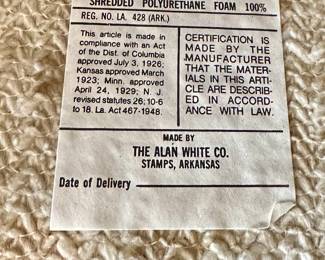 SHREDDED POLYURETHANE FOAM 100%
REG. NO. LA. 428 (ARK.)
This article is made in
compliance with an Act
of the Dist. of Columbia
approved July 3, 1926;
Kansas approved March
1923; Minn. approved
April 24, 1929; N. J.
revised statutes 26; 10-6
to 18. La. Act 467-1948.
CERTIFICATION IS
MADE BY THE
MANUFACTURER
THAT THE MATER-
IALS IN THIS ARTI-
CLE ARE DESCRIB-
ED IN ACCORD-
ANCE WITH LAW.
MADE BY
THE ALAN WHITE CO.
STAMPS, ARKANSAS
Date of Delivery